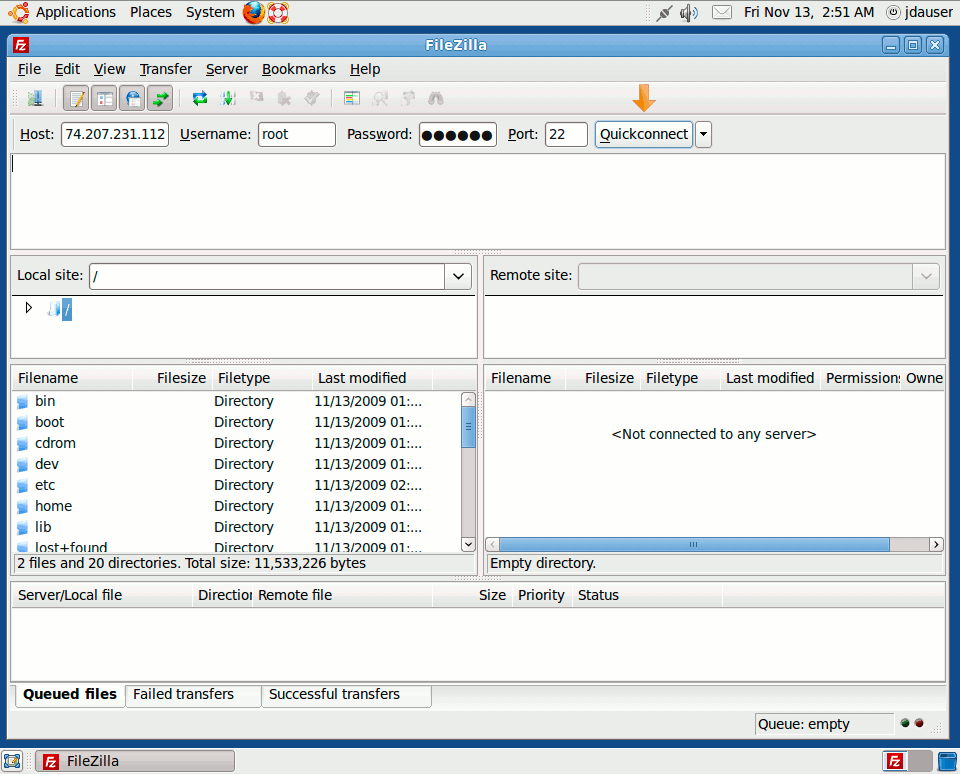 Applications Places System Fri Nov 13, 2:51 AM jdauser
FileZilla
File Edit View Transfer Server Bookmarks Help
Host: 74.207.231.112 Username: root Password: ●●●●●● Port: 22 Quickconnect
Local site: / Remote site:
/
Filename Filesize Filetype Last modified Filename Filesize Filetype Last modified Permissions Owne
bin Directory 11/13/2009 01:...
boot Directory 11/13/2009 01:...
<Not connected to any server>
cdrom Directory 11/13/2009 01:...
dev Directory 11/13/2009 01:...
etc Directory 11/13/2009 02:...
home Directory 11/13/2009 01:...
lib Directory 11/13/2009 01:...
lost+found Directory 11/13/2009 01:...
2 files and 20 directories. Total size: 11,533,226 bytes Empty directory.
Server/Local file Direction Remote file Size Priority Status
Queued files Failed transfers Successful transfers
Queue: empty
FileZilla